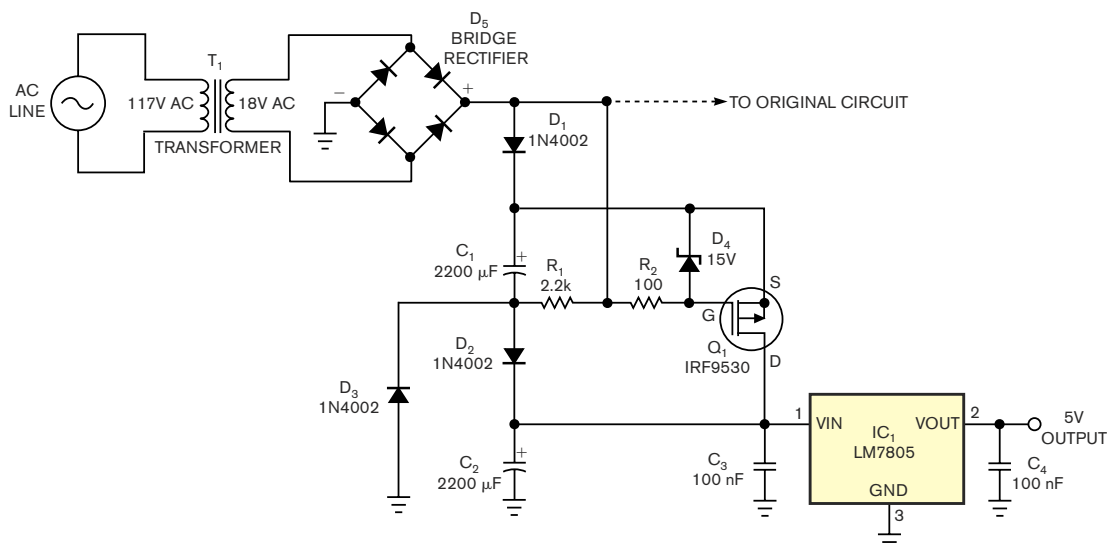 D5
BRIDGE
RECTIFIER
AC
LINE
T1
117V AC
18V AC
TRANSFORMER
−
+
TO ORIGINAL CIRCUIT
D1
1N4002
C1
2200 µF
+
R1
2.2k
R2
100
D4
15V
S
G
D
Q1
IRF9530
D2
1N4002
D3
1N4002
C2
2200 µF
+
C3
100 nF
1
VIN
IC1
LM7805
VOUT
GND
2
3
5V
OUTPUT
C4
100 nF